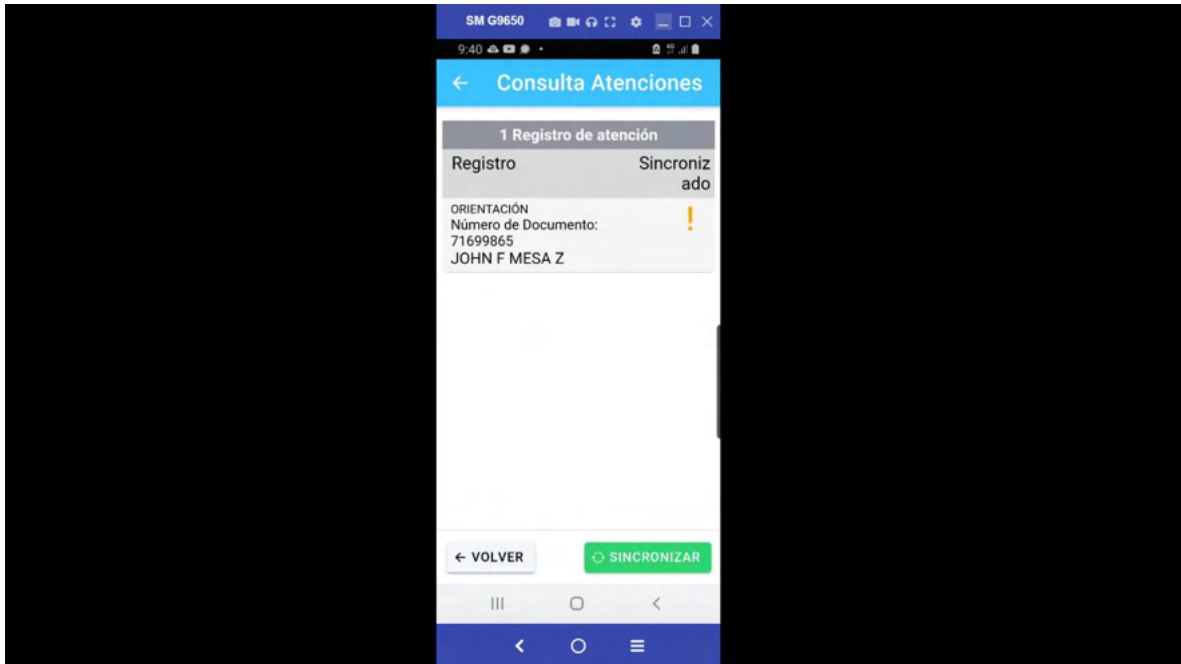 SM G9650
9:40
Consulta Atenciones
1 Registro de atención
Registro
Sincroniz
ado
ORIENTACIÓN
Número de Documento:
71699865
JOHN F MESA Z
VOLVER
SINCRONIZAR